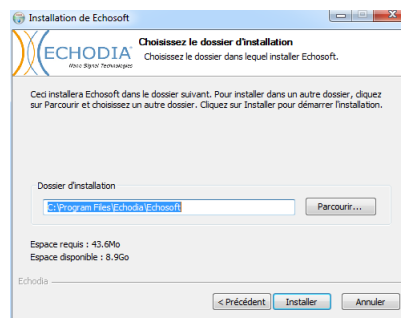 Installation de Echosoft
ECHODIA
Choisissez le dossier d'installation
Choisissez le dossier dans lequel installer Echosoft.
Ceci installera Echosoft dans le dossier suivant. Pour installer dans un autre dossier, cliquez
sur Parcourir et choisissez un autre dossier. Cliquez sur Installer pour démarrer l'installation.
Dossier d'installation
C:\Program Files\Echodia\Echosoft
Parcourir...
Espace requis : 43.6Mo
Espace disponible : 8.9Go
Echodia
< Précédent
Installer
Annuler